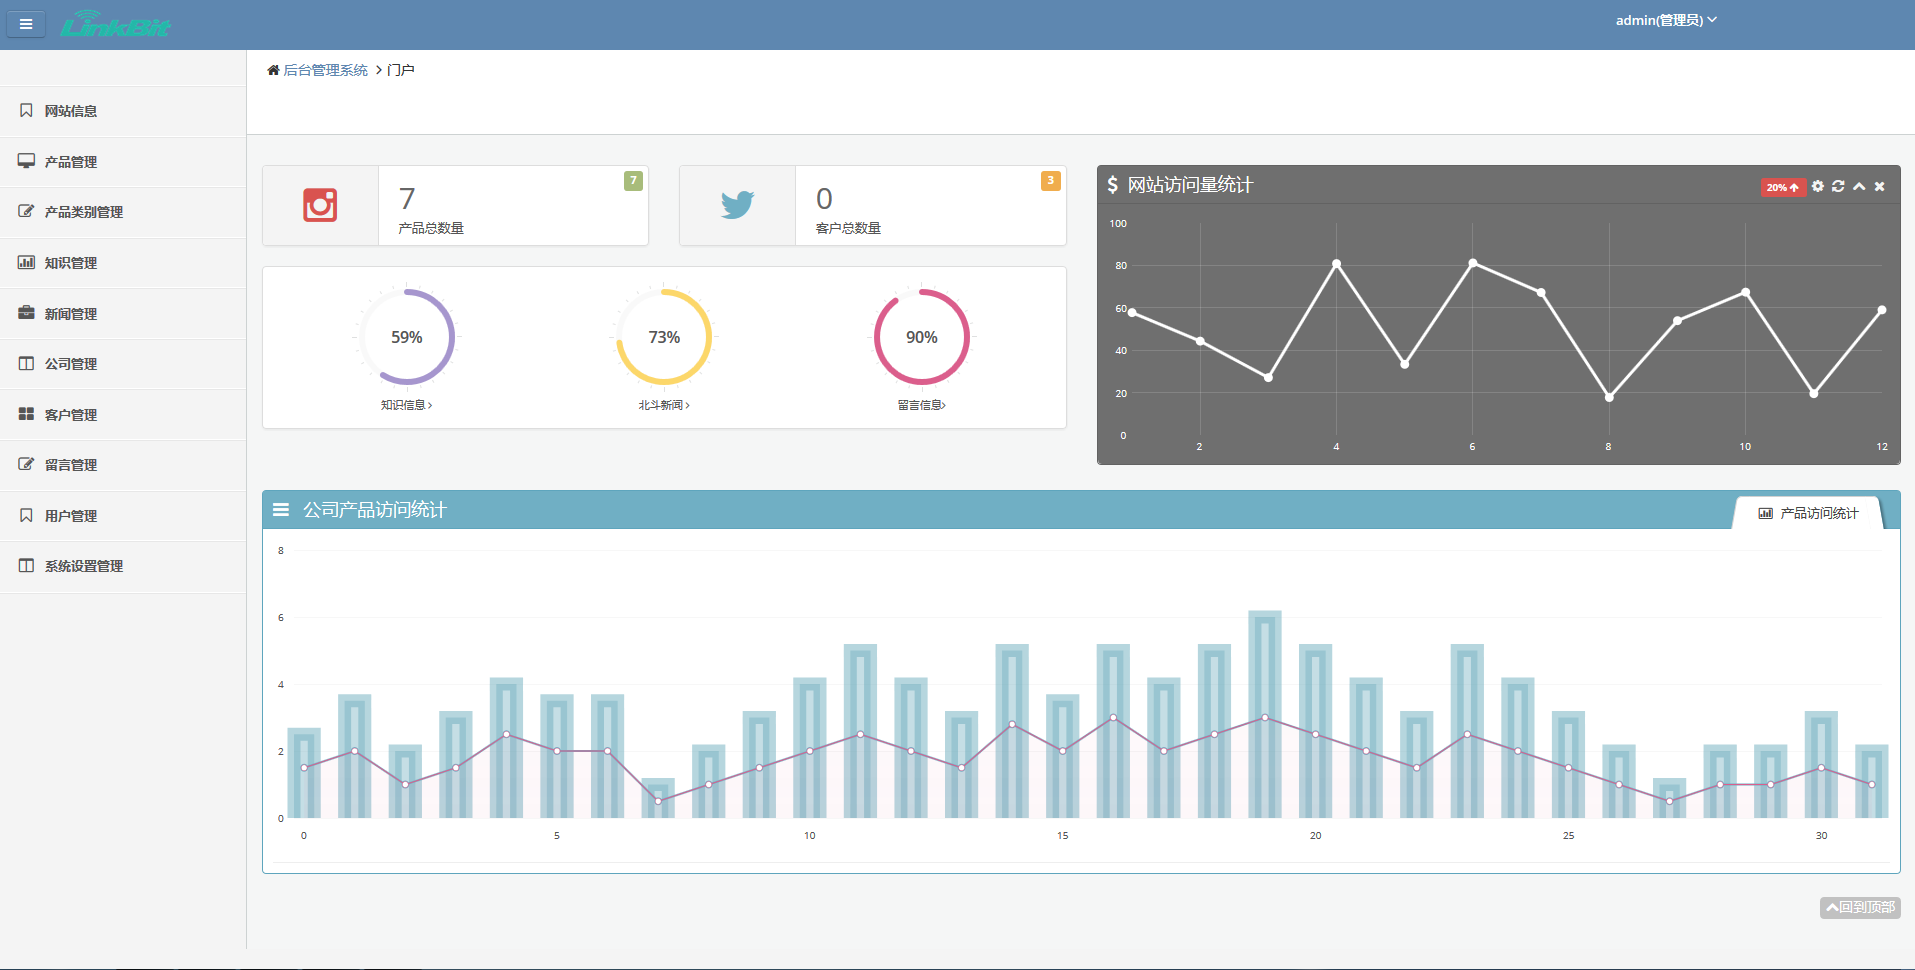 LinkBit
admin(管理员)
后台管理系统 > 门户
网站信息
产品管理
产品类别管理
知识管理
新闻管理
公司管理
客户管理
留言管理
用户管理
系统设置管理
7
7
产品总数量
3
0
客户总数量
59%
知识信息>
73%
北斗新闻>
90%
留言信息>
$ 网站访问量统计
20%
100
80
60
40
20
0
2 4 6 8 10 12
公司产品访问统计
产品访问统计
8
6
4
2
0
0 5 10 15 20 25 30
回到顶部